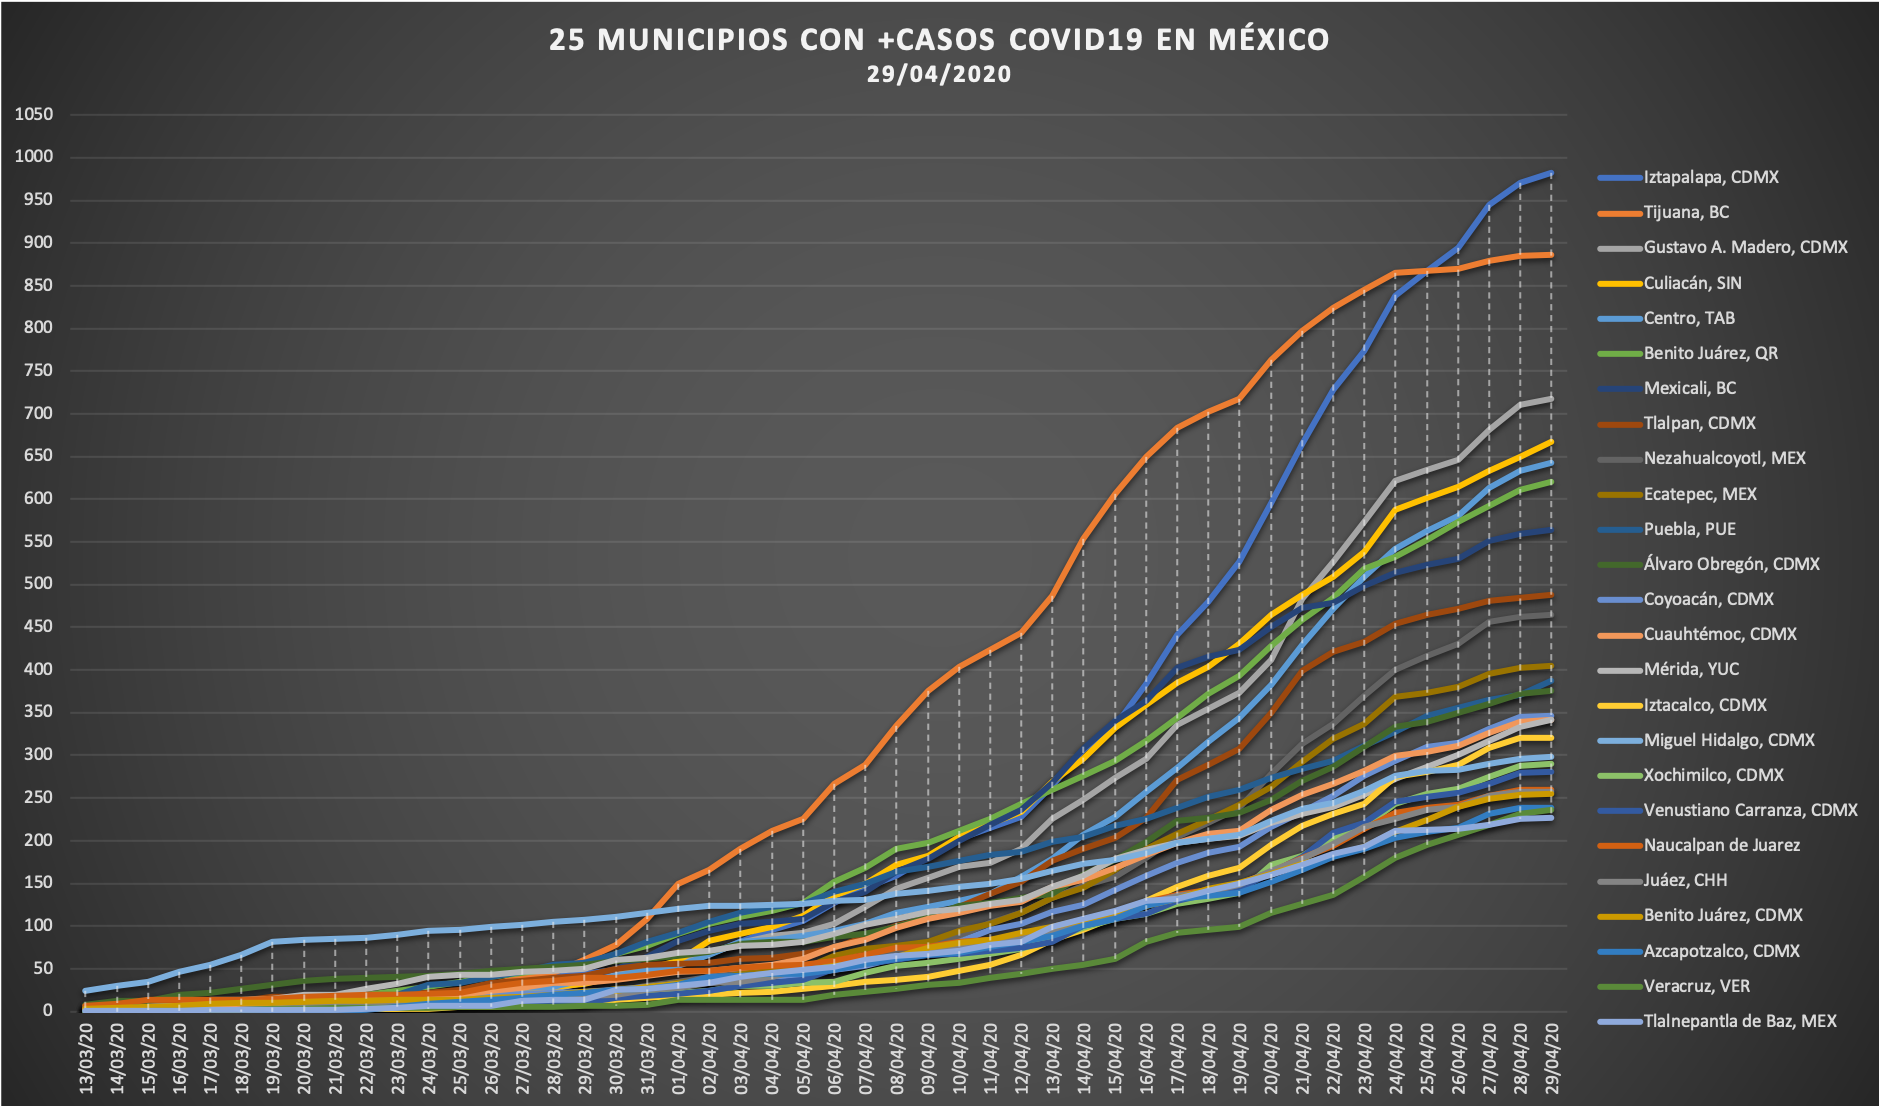 25 MUNICIPIOS CON +CASOS COVID19 EN MÉXICO
29/04/2020
1050
1000
950
900
850
800
750
700
650
600
550
500
450
400
350
300
250
200
150
100
50
0
13/03/20
14/03/20
15/03/20
16/03/20
17/03/20
18/03/20
19/03/20
20/03/20
21/03/20
22/03/20
23/03/20
24/03/20
25/03/20
26/03/20
27/03/20
28/03/20
29/03/20
30/03/20
31/03/20
01/04/20
02/04/20
03/04/20
04/04/20
05/04/20
06/04/20
07/04/20
08/04/20
09/04/20
10/04/20
11/04/20
12/04/20
13/04/20
14/04/20
15/04/20
16/04/20
17/04/20
18/04/20
19/04/20
20/04/20
21/04/20
22/04/20
23/04/20
24/04/20
25/04/20
26/04/20
27/04/20
28/04/20
29/04/20
Iztapalapa, CDMX
Tijuana, BC
Gustavo A. Madero, CDMX
Culiacán, SIN
Centro, TAB
Benito Juárez, QR
Mexicali, BC
Tlalpan, CDMX
Nezahualcoyotl, MEX
Ecatepec, MEX
Puebla, PUE
Álvaro Obregón, CDMX
Coyoacán, CDMX
Cuauhtémoc, CDMX
Mérida, YUC
Iztacalco, CDMX
Miguel Hidalgo, CDMX
Xochimilco, CDMX
Venustiano Carranza, CDMX
Naucalpan de Juarez
Juáez, CHH
Benito Juárez, CDMX
Azcapotzalco, CDMX
Veracruz, VER
Tlalnepantla de Baz, MEX